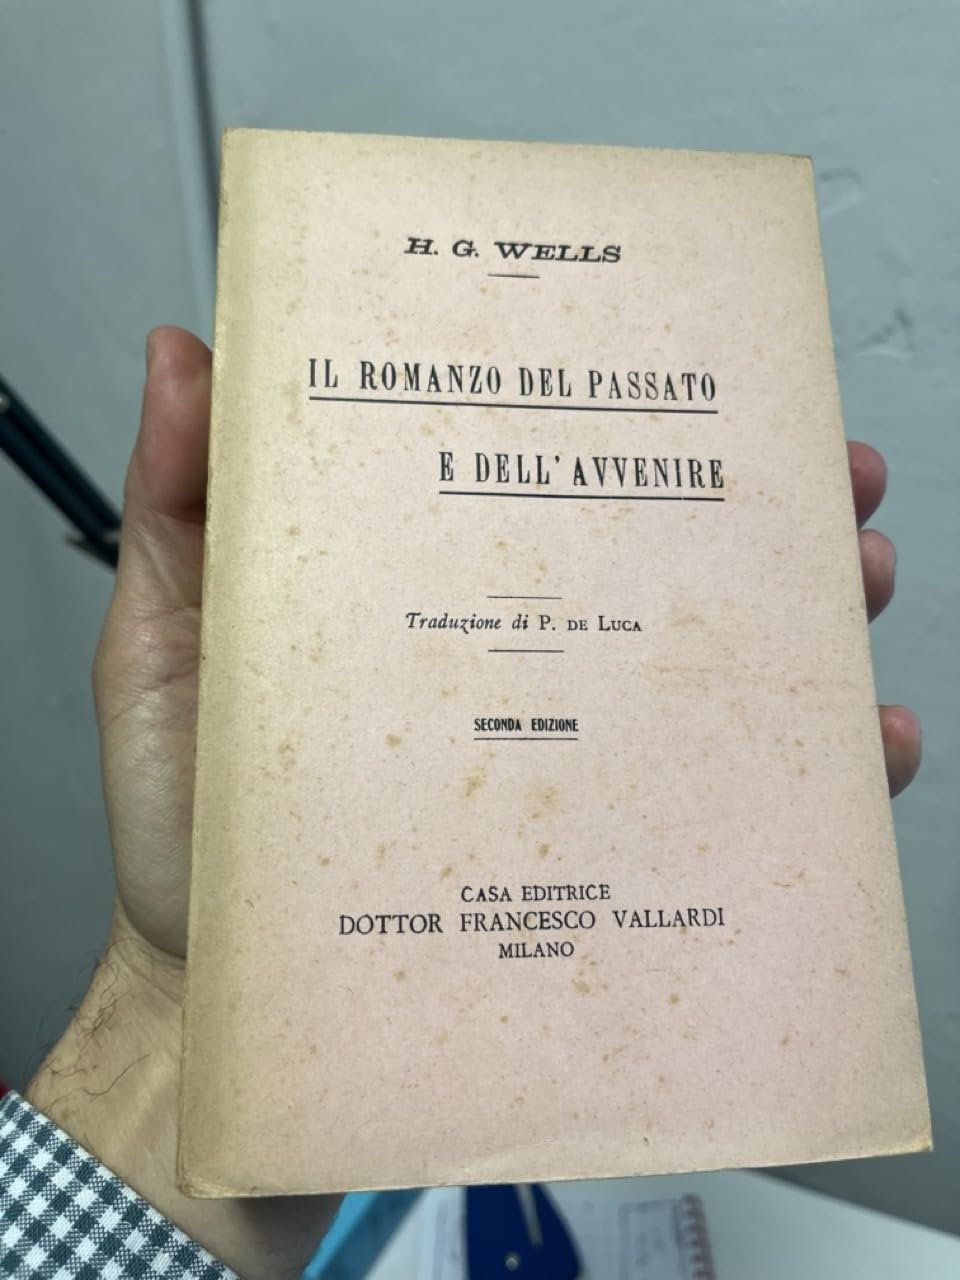 H. G. WELLS
IL ROMANZO DEL PASSATO
E DELL'AVVENIRE
Traduzione di P. DE LUCA
SECONDA EDIZIONE
CASA EDITRICE
DOTTOR FRANCESCO VALLARDI
MILANO